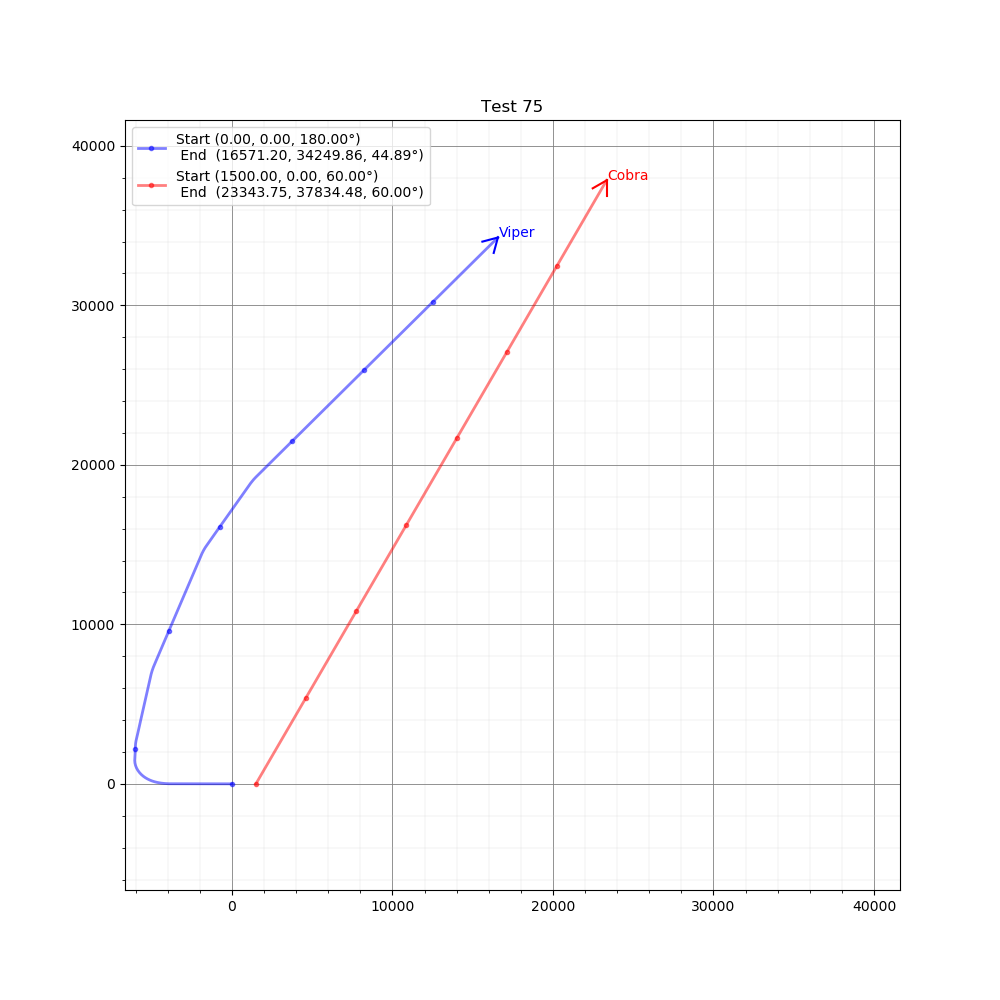 Test 75
Start (0.00, 0.00, 180.00°)
End  (16571.20, 34249.86, 44.89°)
Start (1500.00, 0.00, 60.00°)
End  (23343.75, 37834.48, 60.00°)
Cobra
Viper
40000
30000
20000
10000
0
0 10000 20000 30000 40000